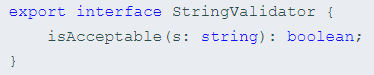 export interface StringValidator {
    isAcceptable(s: string): boolean;
}